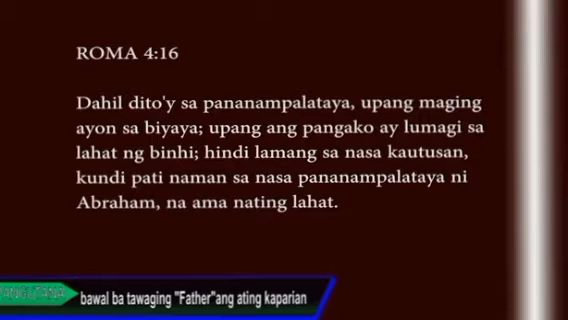 ROMA 4:16
Dahil dito'y sa pananampalataya, upang maging
ayon sa biyaya; upang ang pangako ay lumagi sa
lahat ng binhi; hindi lamang sa nasa kautusan,
kundi pati naman sa nasa pananampalataya ni
Abraham, na ama nating lahat.
bawal ba tawaging "Father"ang ating kaparian